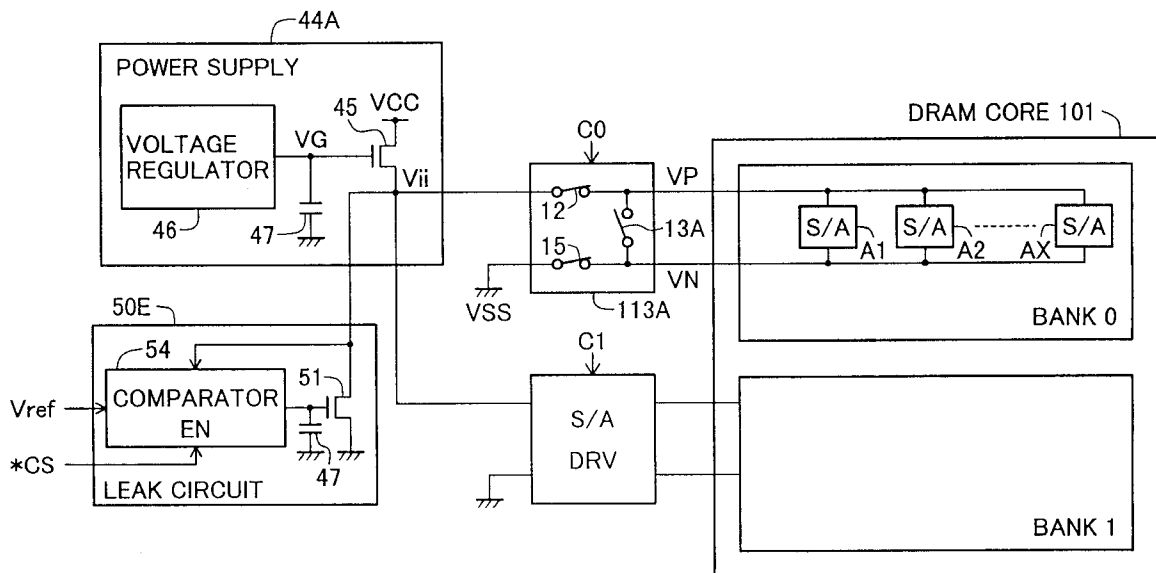 44A
POWER SUPPLY
VOLTAGE
REGULATOR
46
VG
47
45
VCC
Vii
C0
12
13A
15
VSS
113A
VP
VN
DRAM CORE 101
S/A
A1
S/A
A2
S/A
AX
BANK 0
50E
54
COMPARATOR
EN
51
47
Vref
*CS
LEAK CIRCUIT
C1
S/A
DRV
BANK 1